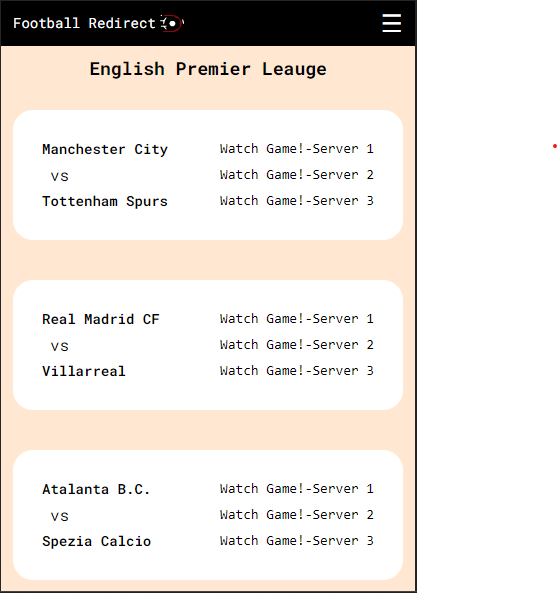 Football Redirect
English Premier Leauge
Manchester City Watch Game!-Server 1
vs Watch Game!-Server 2
Tottenham Spurs Watch Game!-Server 3
Real Madrid CF Watch Game!-Server 1
vs Watch Game!-Server 2
Villarreal Watch Game!-Server 3
Atalanta B.C. Watch Game!-Server 1
vs Watch Game!-Server 2
Spezia Calcio Watch Game!-Server 3